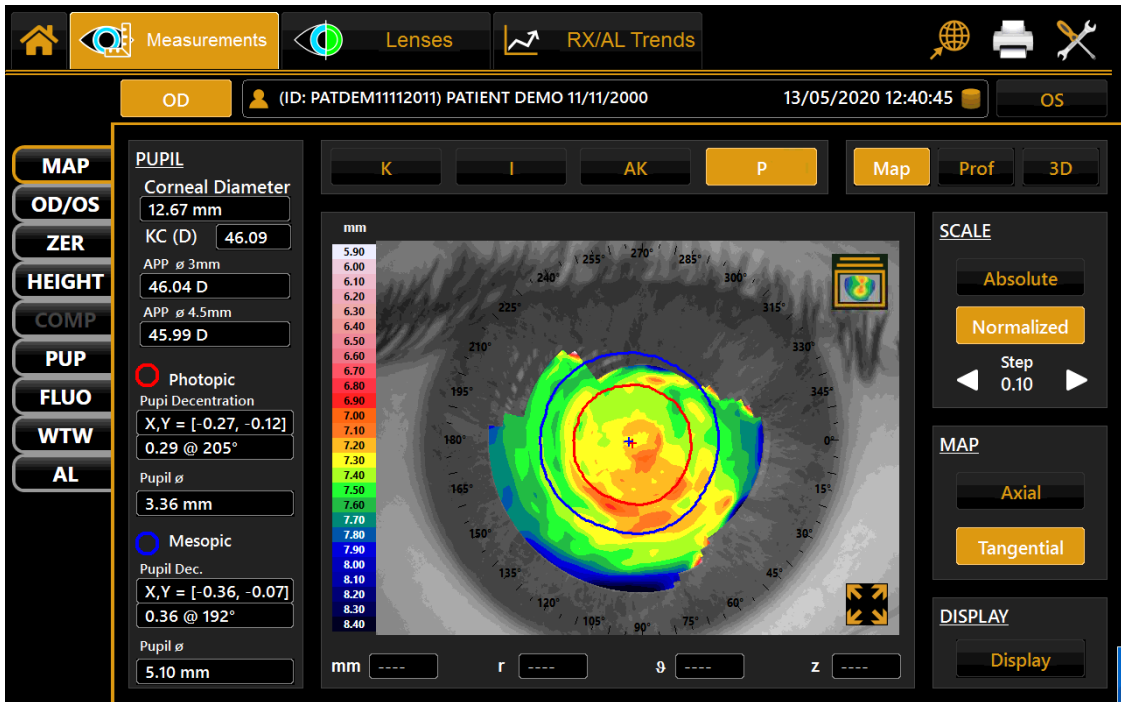 Measurements
Lenses
RX/AL Trends
OD
(ID: PATDEM11112011) PATIENT DEMO 11/11/2000
13/05/2020 12:40:45
OS
MAP
OD/OS
ZER
HEIGHT
COMP
PUP
FLUO
WTW
AL
PUPIL
Corneal Diameter
12.67 mm
KC (D) 46.09
APP ø 3mm
46.04 D
APP ø 4.5mm
45.99 D
Photopic
Pupi Decentration
X,Y = [-0.27, -0.12]
0.29 @ 205°
Pupil ø
3.36 mm
Mesopic
Pupil Dec.
X,Y = [-0.36, -0.07]
0.36 @ 192°
Pupil ø
5.10 mm
K
I
AK
P
Map
Prof
3D
mm
5.90
6.00
6.10
6.20
6.30
6.40
6.50
6.60
6.70
6.80
6.90
7.00
7.10
7.20
7.30
7.40
7.50
7.60
7.70
7.80
7.90
8.00
8.10
8.20
8.30
8.40
240°
255°
270°
285°
300°
225°
315°
210°
330°
195°
345°
180°
0°
165°
15°
150°
30°
135°
45°
120°
105°
90°
75°
60°
mm ----
r ----
ϑ ----
z ----
SCALE
Absolute
Normalized
Step
0.10
MAP
Axial
Tangential
DISPLAY
Display